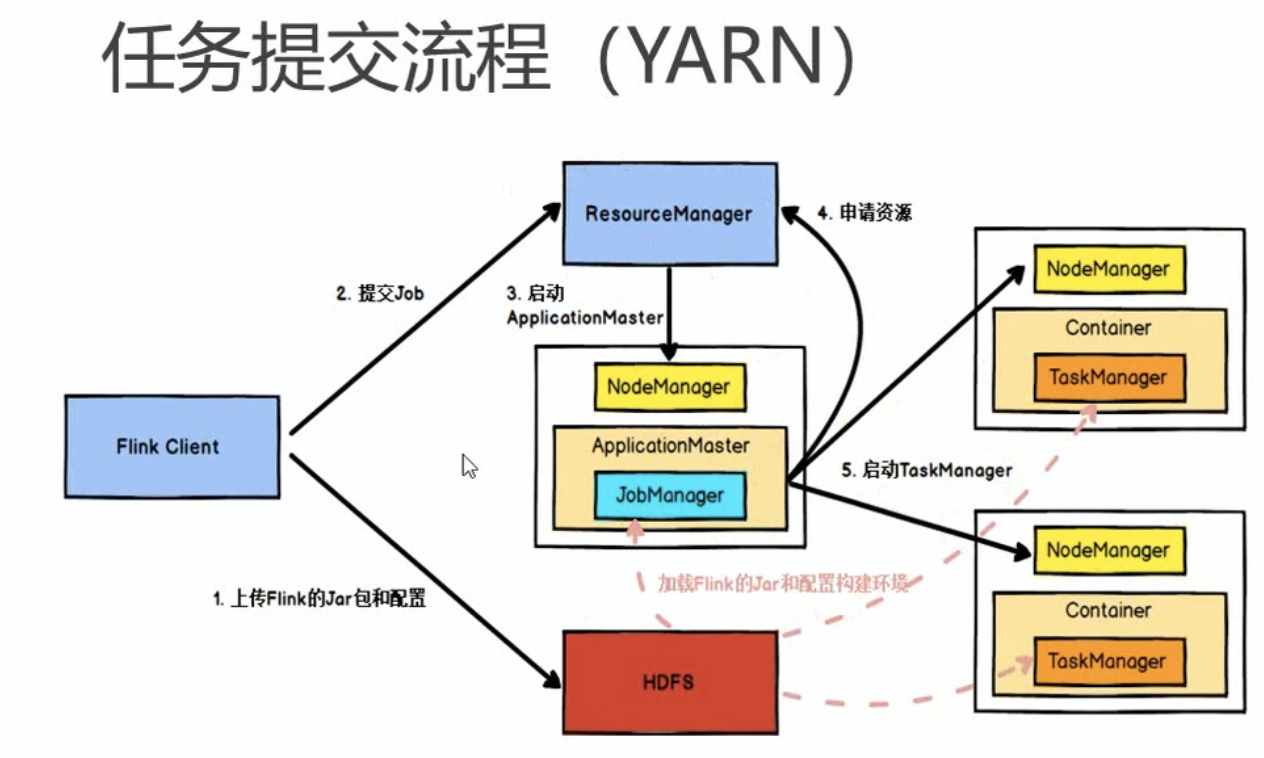 任务提交流程（YARN）
ResourceManager
4. 申请资源
NodeManager
2. 提交Job
3. 启动
ApplicationMaster
Container
TaskManager
NodeManager
Flink Client
ApplicationMaster
JobManager
5. 启动TaskManager
NodeManager
加载Flink的Jar和配置构建环境
1. 上传Flink的Jar包和配置
Container
TaskManager
HDFS